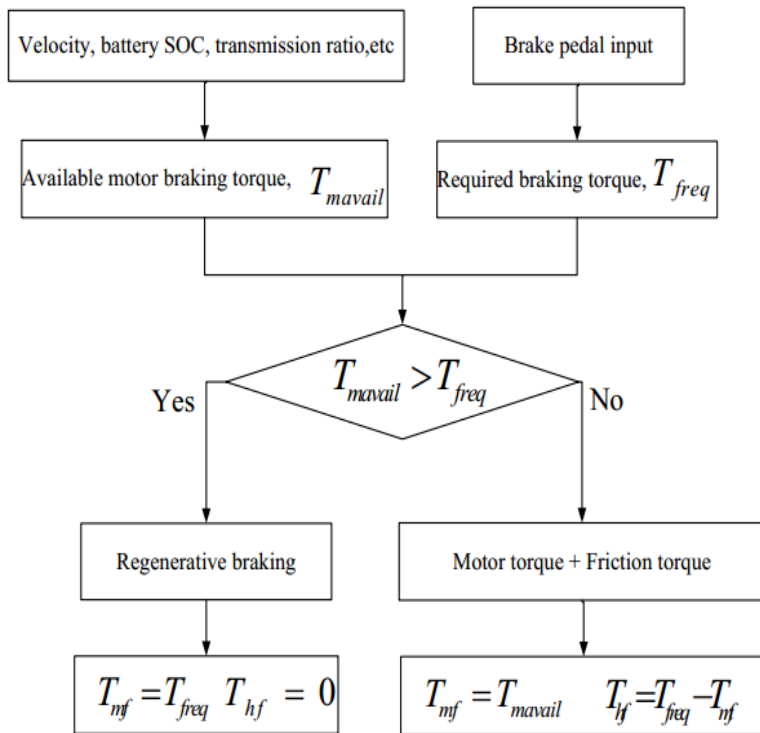 Velocity, battery SOC, transmission ratio,etc
Brake pedal input
Available motor braking torque, T_mavail
Required braking torque, T_freq
T_mavail > T_freq
Yes
No
Regenerative braking
Motor torque + Friction torque
T_mf = T_freq T_hf = 0
T_mf = T_mavail T_hf = T_freq - T_mf